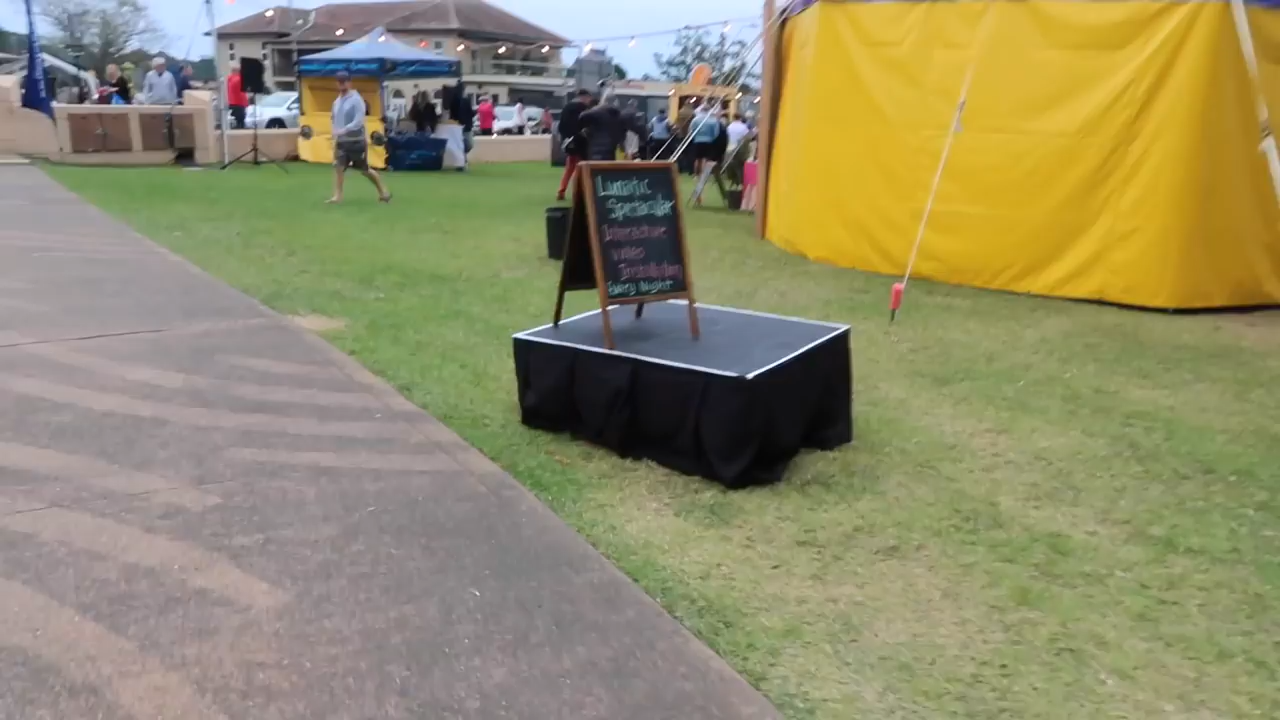 Lunatic
Spectacular
Interactive
video
Installation
Every Night